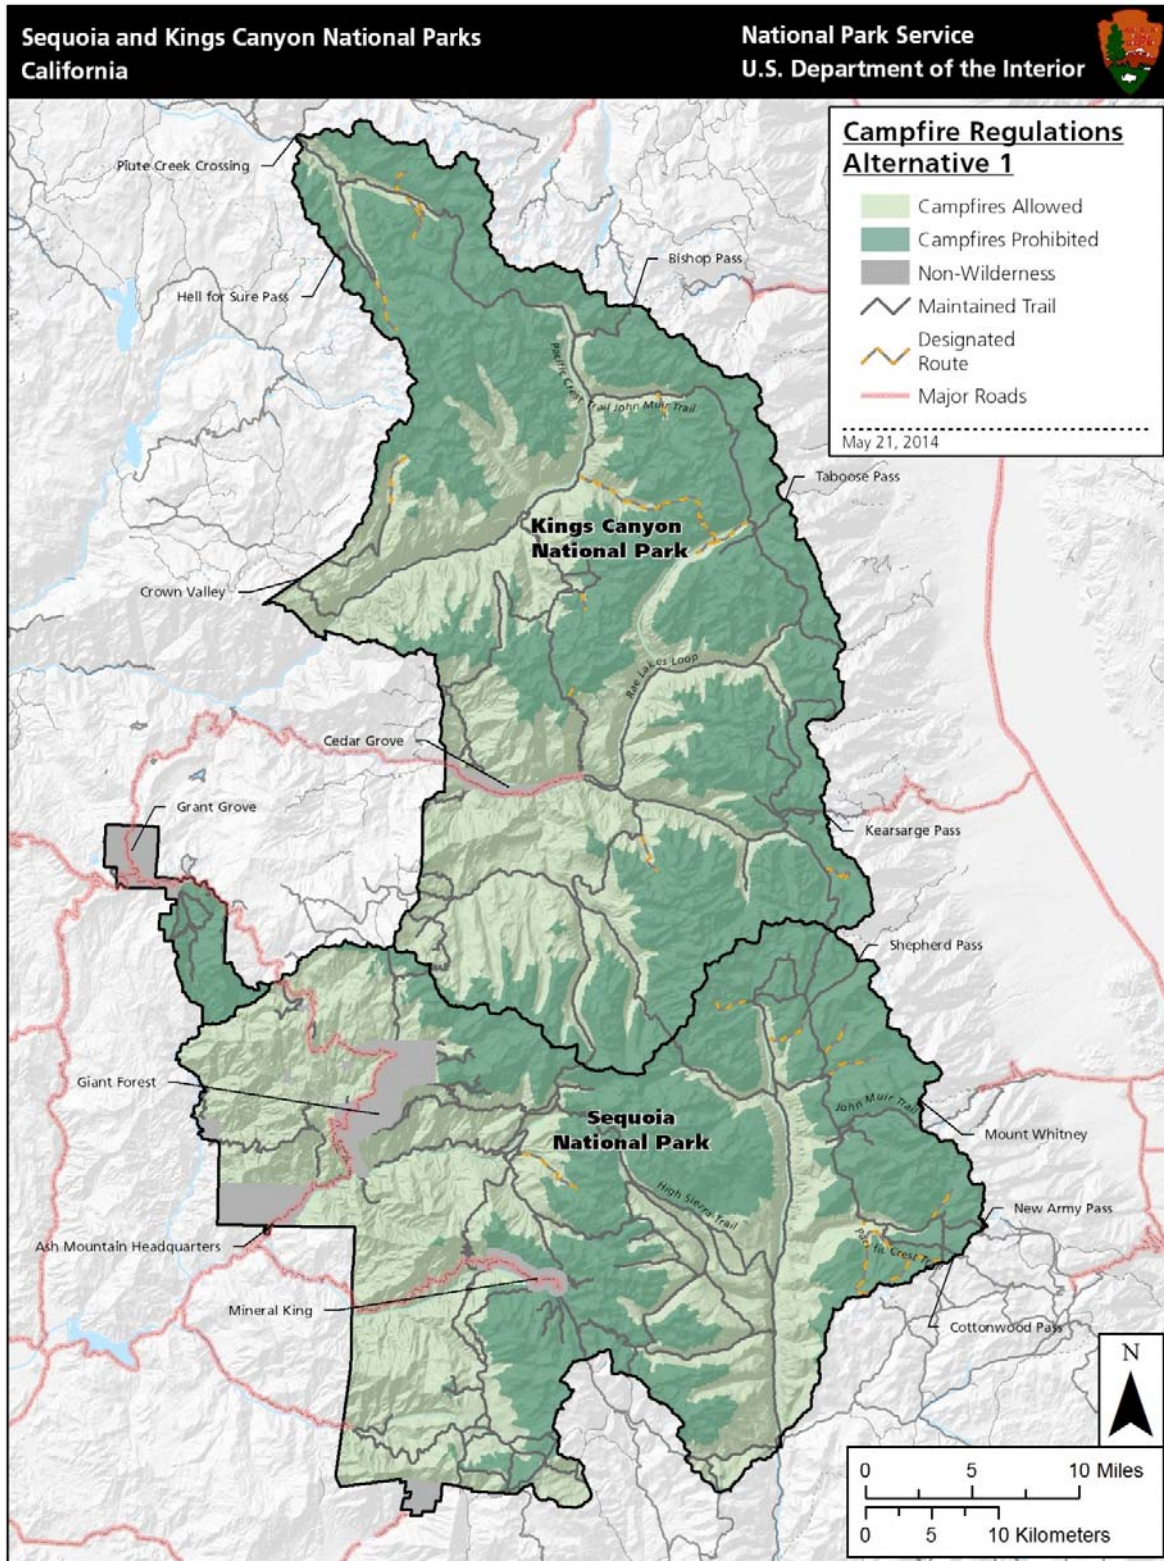 Sequoia and Kings Canyon National Parks
California
National Park Service
U.S. Department of the Interior
Campfire Regulations
Alternative 1
Campfires Allowed
Campfires Prohibited
Non-Wilderness
Maintained Trail
Designated
Route
Major Roads
May 21, 2014
Piute Creek Crossing
Bishop Pass
Hell for Sure Pass
Pacific Crest Trail
John Muir Trail
Taboose Pass
Kings Canyon
National Park
Crown Valley
Rae Lakes Loop
Cedar Grove
Grant Grove
Kearsarge Pass
Shepherd Pass
Giant Forest
John Muir Trail
Sequoia
National Park
Mount Whitney
High Sierra Trail
New Army Pass
Pacific Crest
Ash Mountain Headquarters
Mineral King
Cottonwood Pass
N
0 5 10 Miles
0 5 10 Kilometers